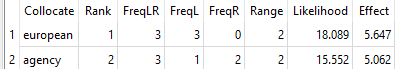 Collocate Rank FreqLR FreqL FreqR Range Likelihood Effect
1 european 1 3 3 0 2 18.089 5.647
2 agency 2 3 1 2 2 15.552 5.062